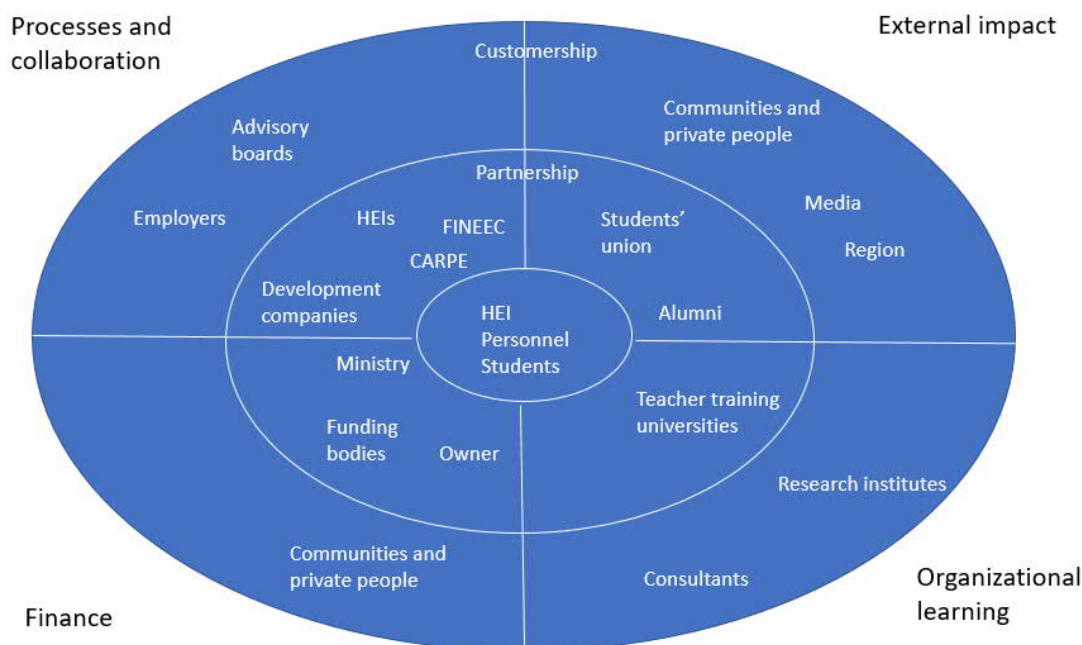 Processes and
collaboration
External impact
Customership
Communities and
private people
Advisory
boards
Partnership
Employers
HEIs
FINEEC
Students'
union
Media
Region
CARPE
Development
companies
HEI
Personnel
Students
Alumni
Ministry
Teacher training
universities
Funding
bodies
Owner
Research institutes
Communities and
private people
Consultants
Finance
Organizational
learning